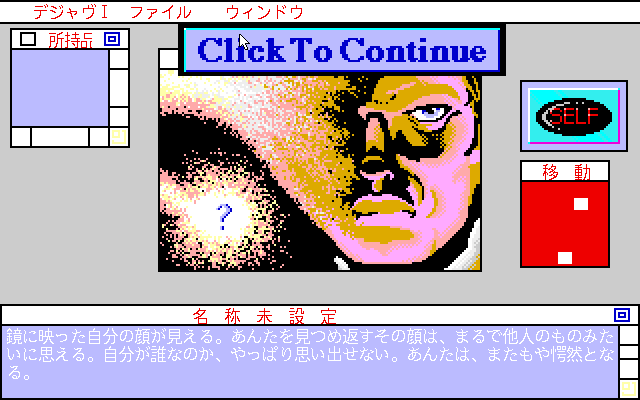 デジャヴⅠ ファイル ウィンドウ
所持品
Click To Continue
SELF
移動
?
名称未設定
鏡に映った自分の顔が見える。あんたを見つめ返すその顔は、まるで他人のものみた
いに思える。自分が誰なのか、やっぱり思い出せない。あんたは、またもや愕然とな
る。